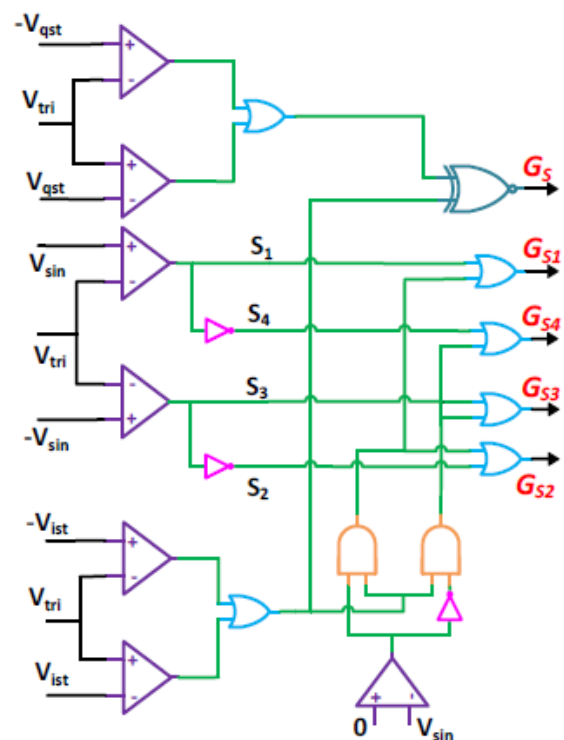 -Vqst
+
-
Vtri
+
Vqst
-
GS
+
Vsin
-
S1
GS1
S4
GS4
Vtri
-
S3
GS3
+
-Vsin
S2
GS2
-Vist
+
-
Vtri
+
Vist
-
+ -
0 Vsin